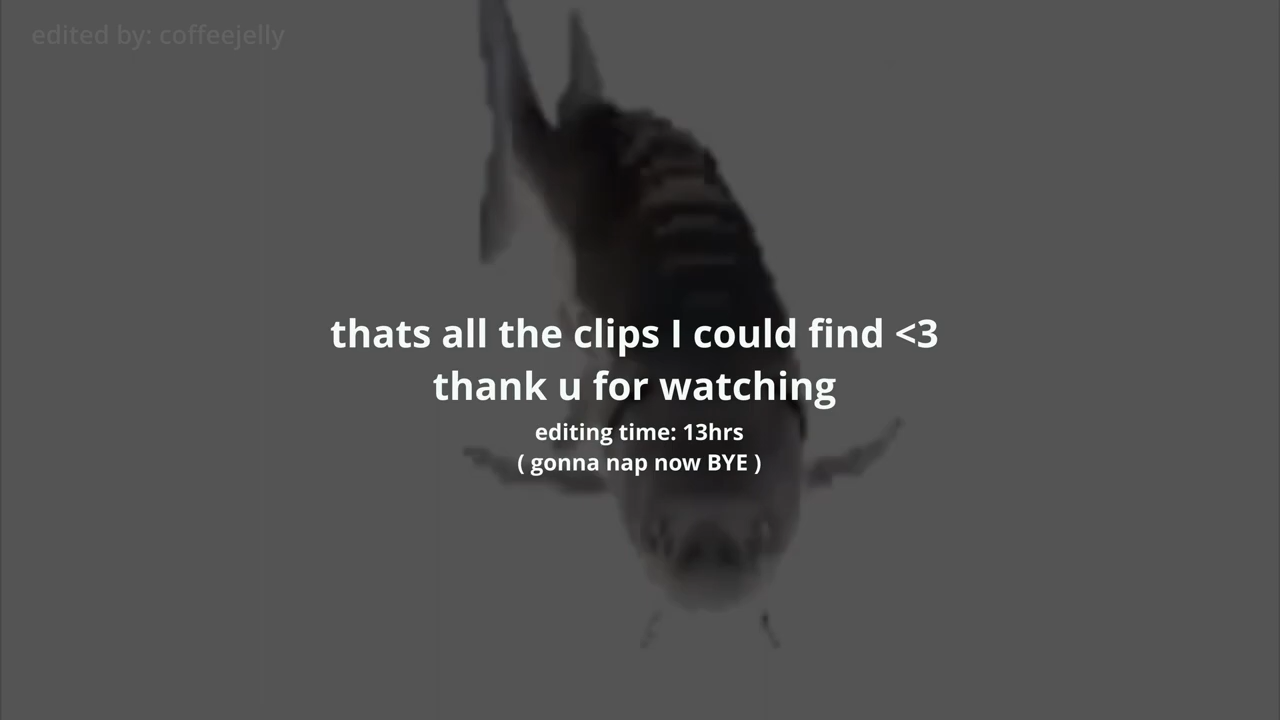 edited by: coffeejelly
thats all the clips I could find <3
thank u for watching
editing time: 13hrs
( gonna nap now BYE )